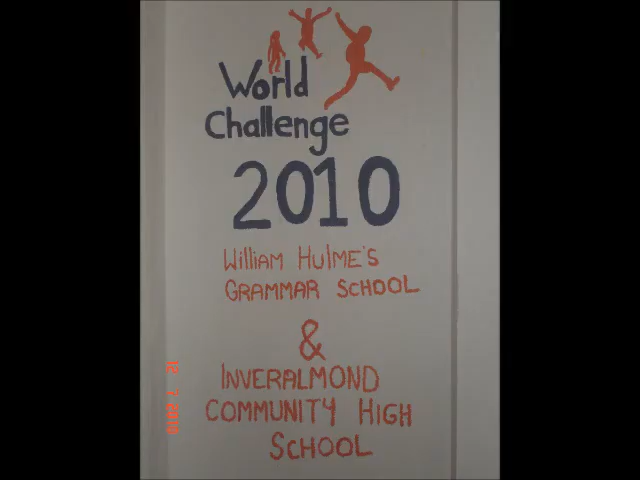 World
Challenge
2010
William Hulme's
GRAMMAR SCHOOL
&
INVERALMOND
COMMUNITY HIGH
SCHOOL